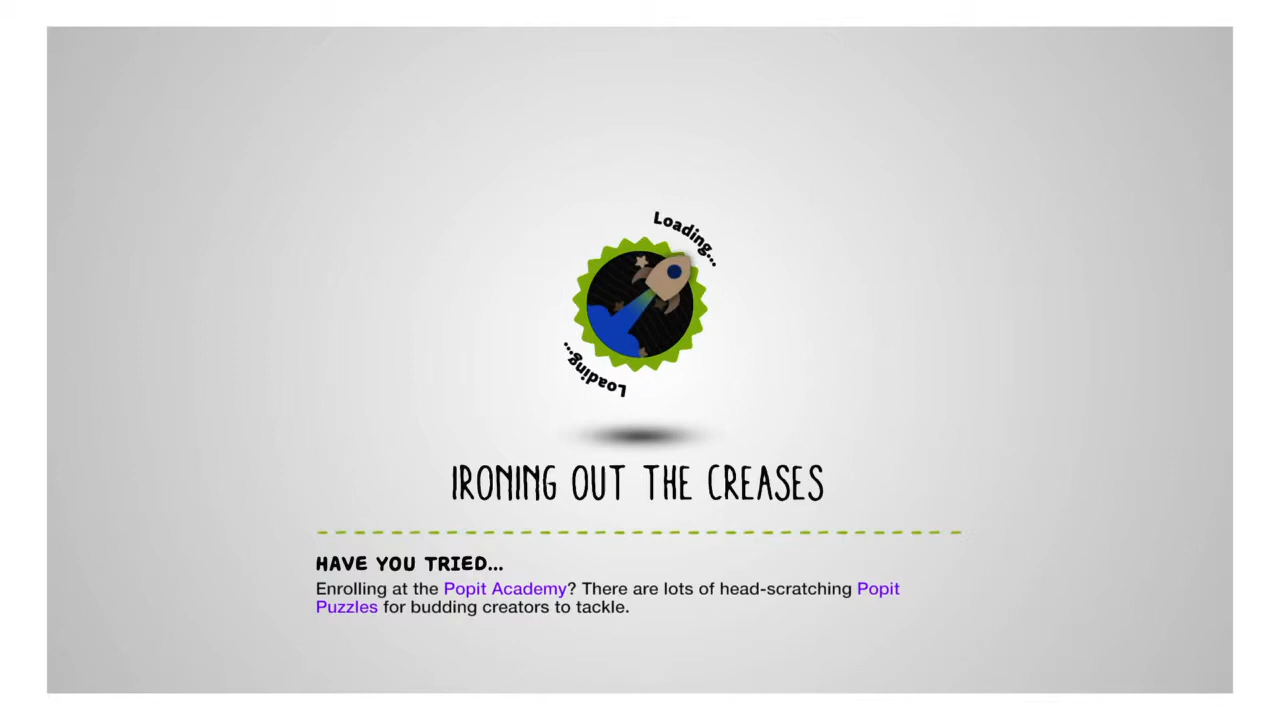 Loading...
Loading...
IRONING OUT THE CREASES
HAVE YOU TRIED...
Enrolling at the Popit Academy? There are lots of head-scratching Popit
Puzzles for budding creators to tackle.